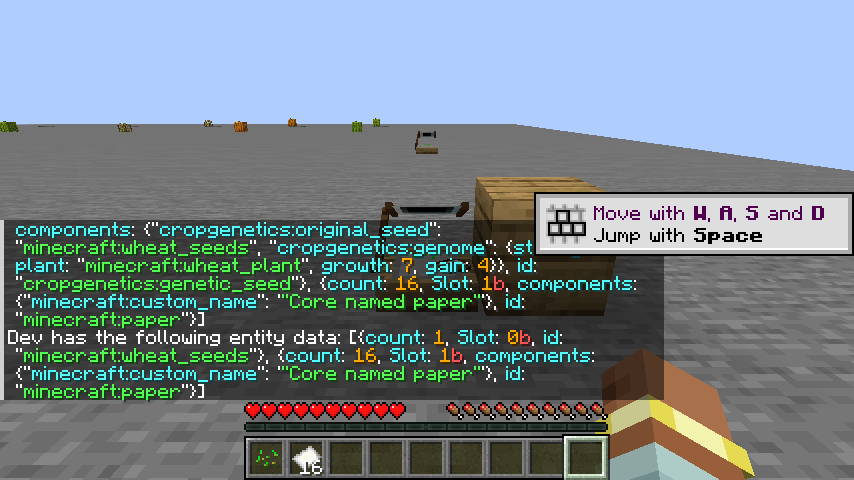 components: {"cropgenetics:original_seed":
"minecraft:wheat_seeds", "cropgenetics:genome": {st
plant: "minecraft:wheat_plant", growth: 7, gain: 4}}, id:
"cropgenetics:genetic_seed"}, {count: 16, Slot: 1b, components:
{"minecraft:custom_name": '"Core named paper"'}, id:
"minecraft:paper"}]
Dev has the following entity data: [{count: 1, Slot: 0b, id:
"minecraft:wheat_seeds"}, {count: 16, Slot: 1b, components:
{"minecraft:custom_name": '"Core named paper"'}, id:
"minecraft:paper"}]
Move with W, A, S and D
Jump with Space
16